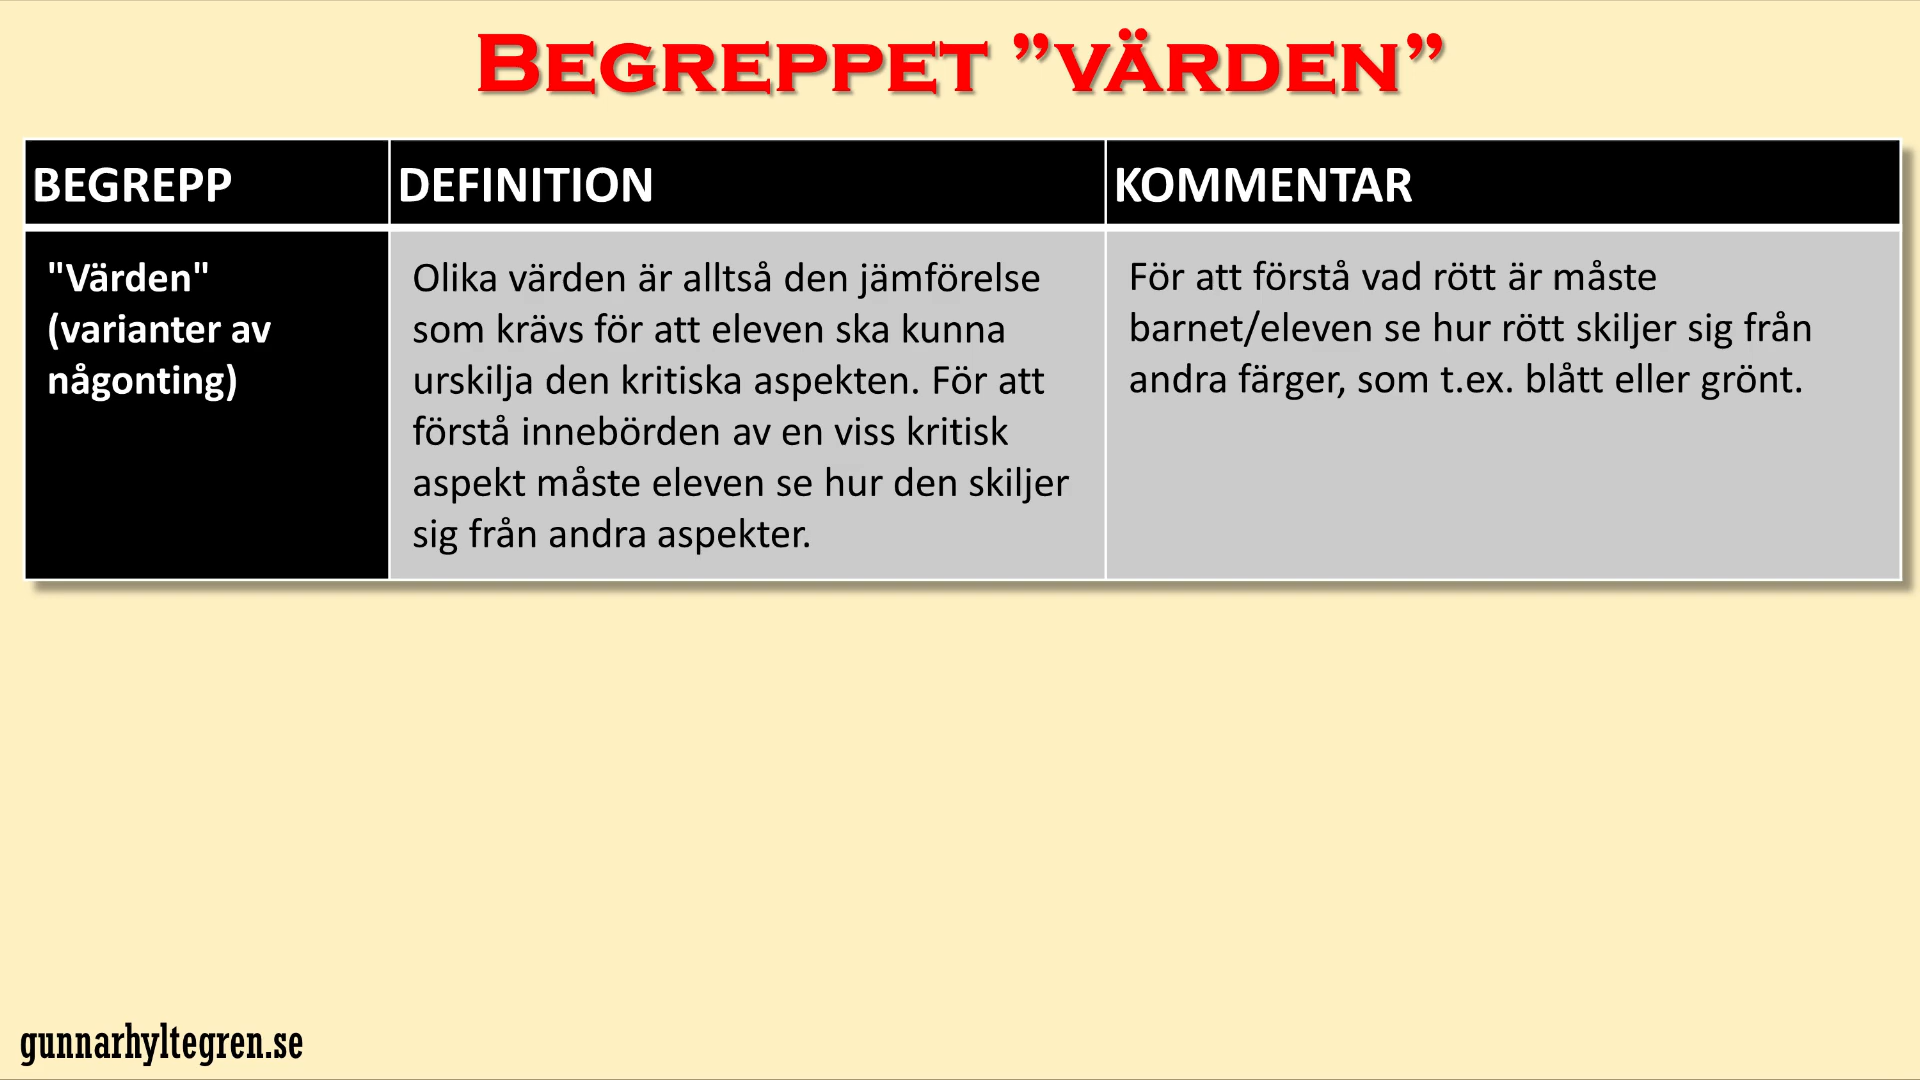 Begreppet ”värden”
BEGREPP
DEFINITION
KOMMENTAR
"Värden"
(varianter av
någonting)
Olika värden är alltså den jämförelse
som krävs för att eleven ska kunna
urskilja den kritiska aspekten. För att
förstå innebörden av en viss kritisk
aspekt måste eleven se hur den skiljer
sig från andra aspekter.
För att förstå vad rött är måste
barnet/eleven se hur rött skiljer sig från
andra färger, som t.ex. blått eller grönt.
gunnarhyltegren.se